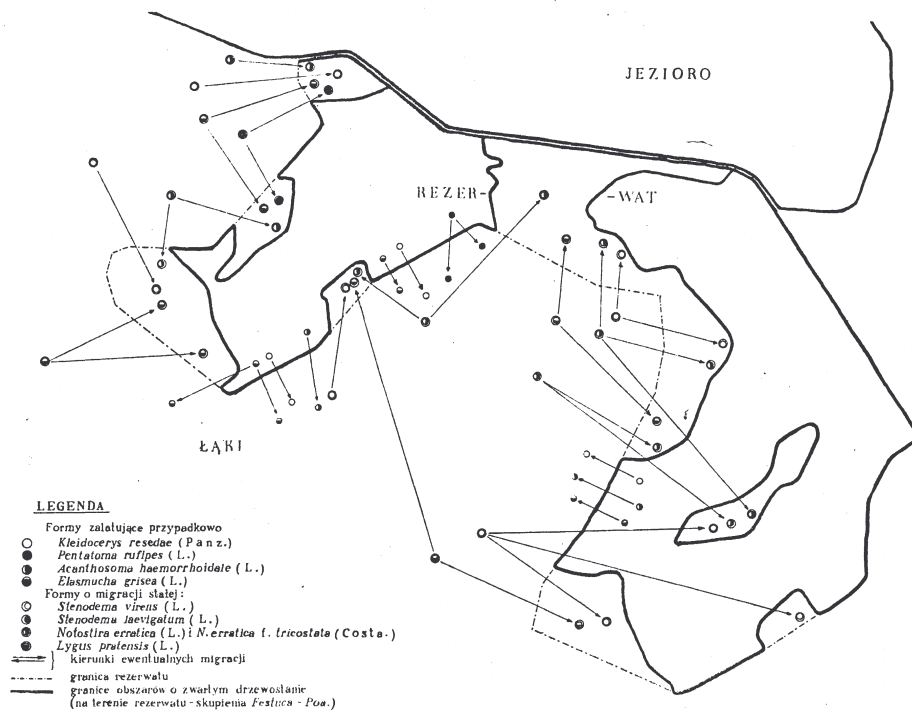 JEZIORO
REZER-
-WAT
ŁĄKI
LEGENDA
Formy zalatujące przypadkowo
Kleidocerys resedae (Panz.)
Pentatoma rufipes (L.)
Acanthosoma haemorrhoidale (L.)
Elasmucha grisea (L.)
Formy o migracji stałej:
Stenodema virens (L.)
Stenodema laevigatum (L.)
Notostira erratica (L.) i N. erratica f. tricostata (Costa.)
Lygus pratensis (L.)
} kierunki ewentualnych migracji
granica rezerwatu
granice obszarów o zwartym drzewostanie
(na terenie rezerwatu - skupienia Festuca - Poa.)